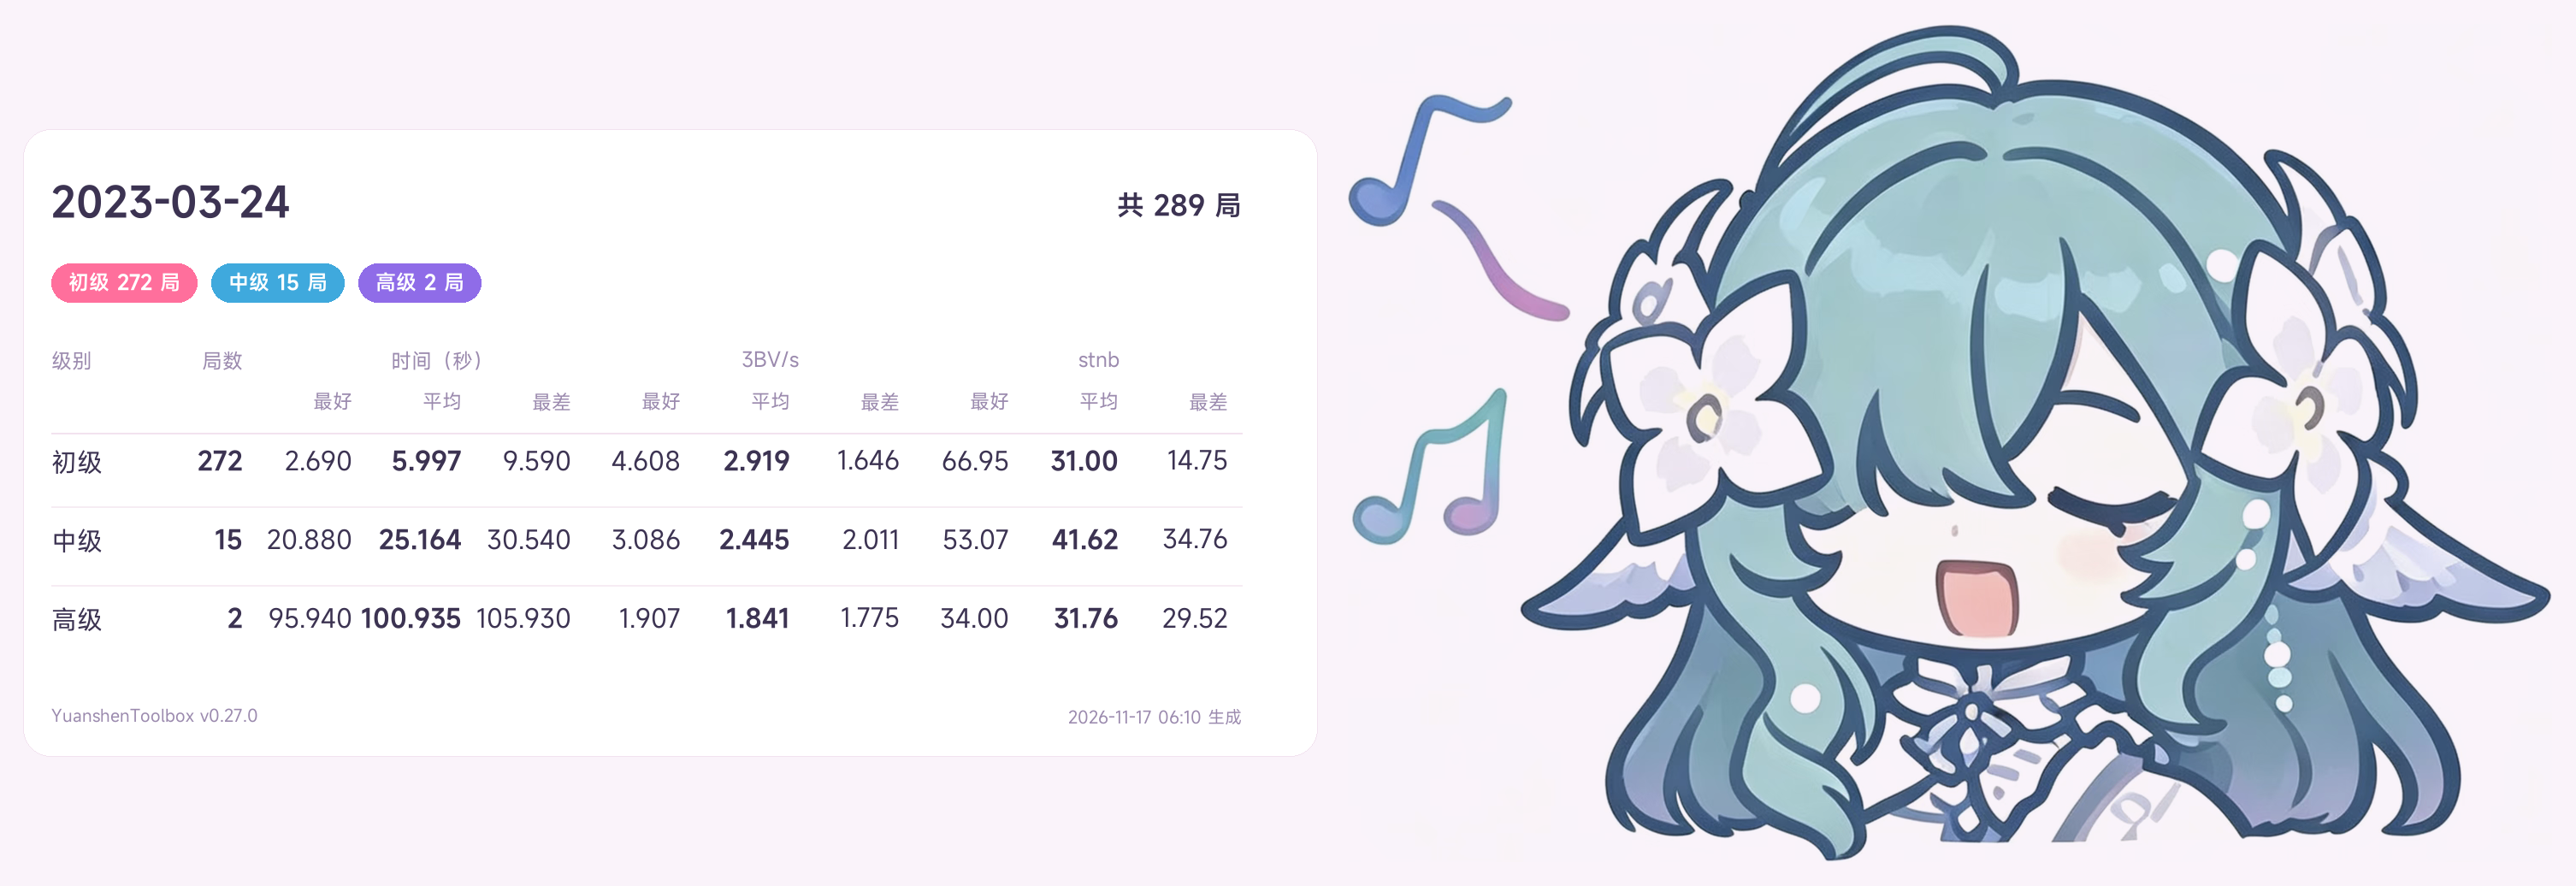 2023-03-24 共 289 局
初级 272 局 中级 15 局 高级 2 局
级别 局数 时间（秒） 3BV/s stnb
最好 平均 最差 最好 平均 最差 最好 平均 最差
初级 272 2.690 5.997 9.590 4.608 2.919 1.646 66.95 31.00 14.75
中级 15 20.880 25.164 30.540 3.086 2.445 2.011 53.07 41.62 34.76
高级 2 95.940 100.935 105.930 1.907 1.841 1.775 34.00 31.76 29.52
YuanshenToolbox v0.27.0 2026-11-17 06:10 生成